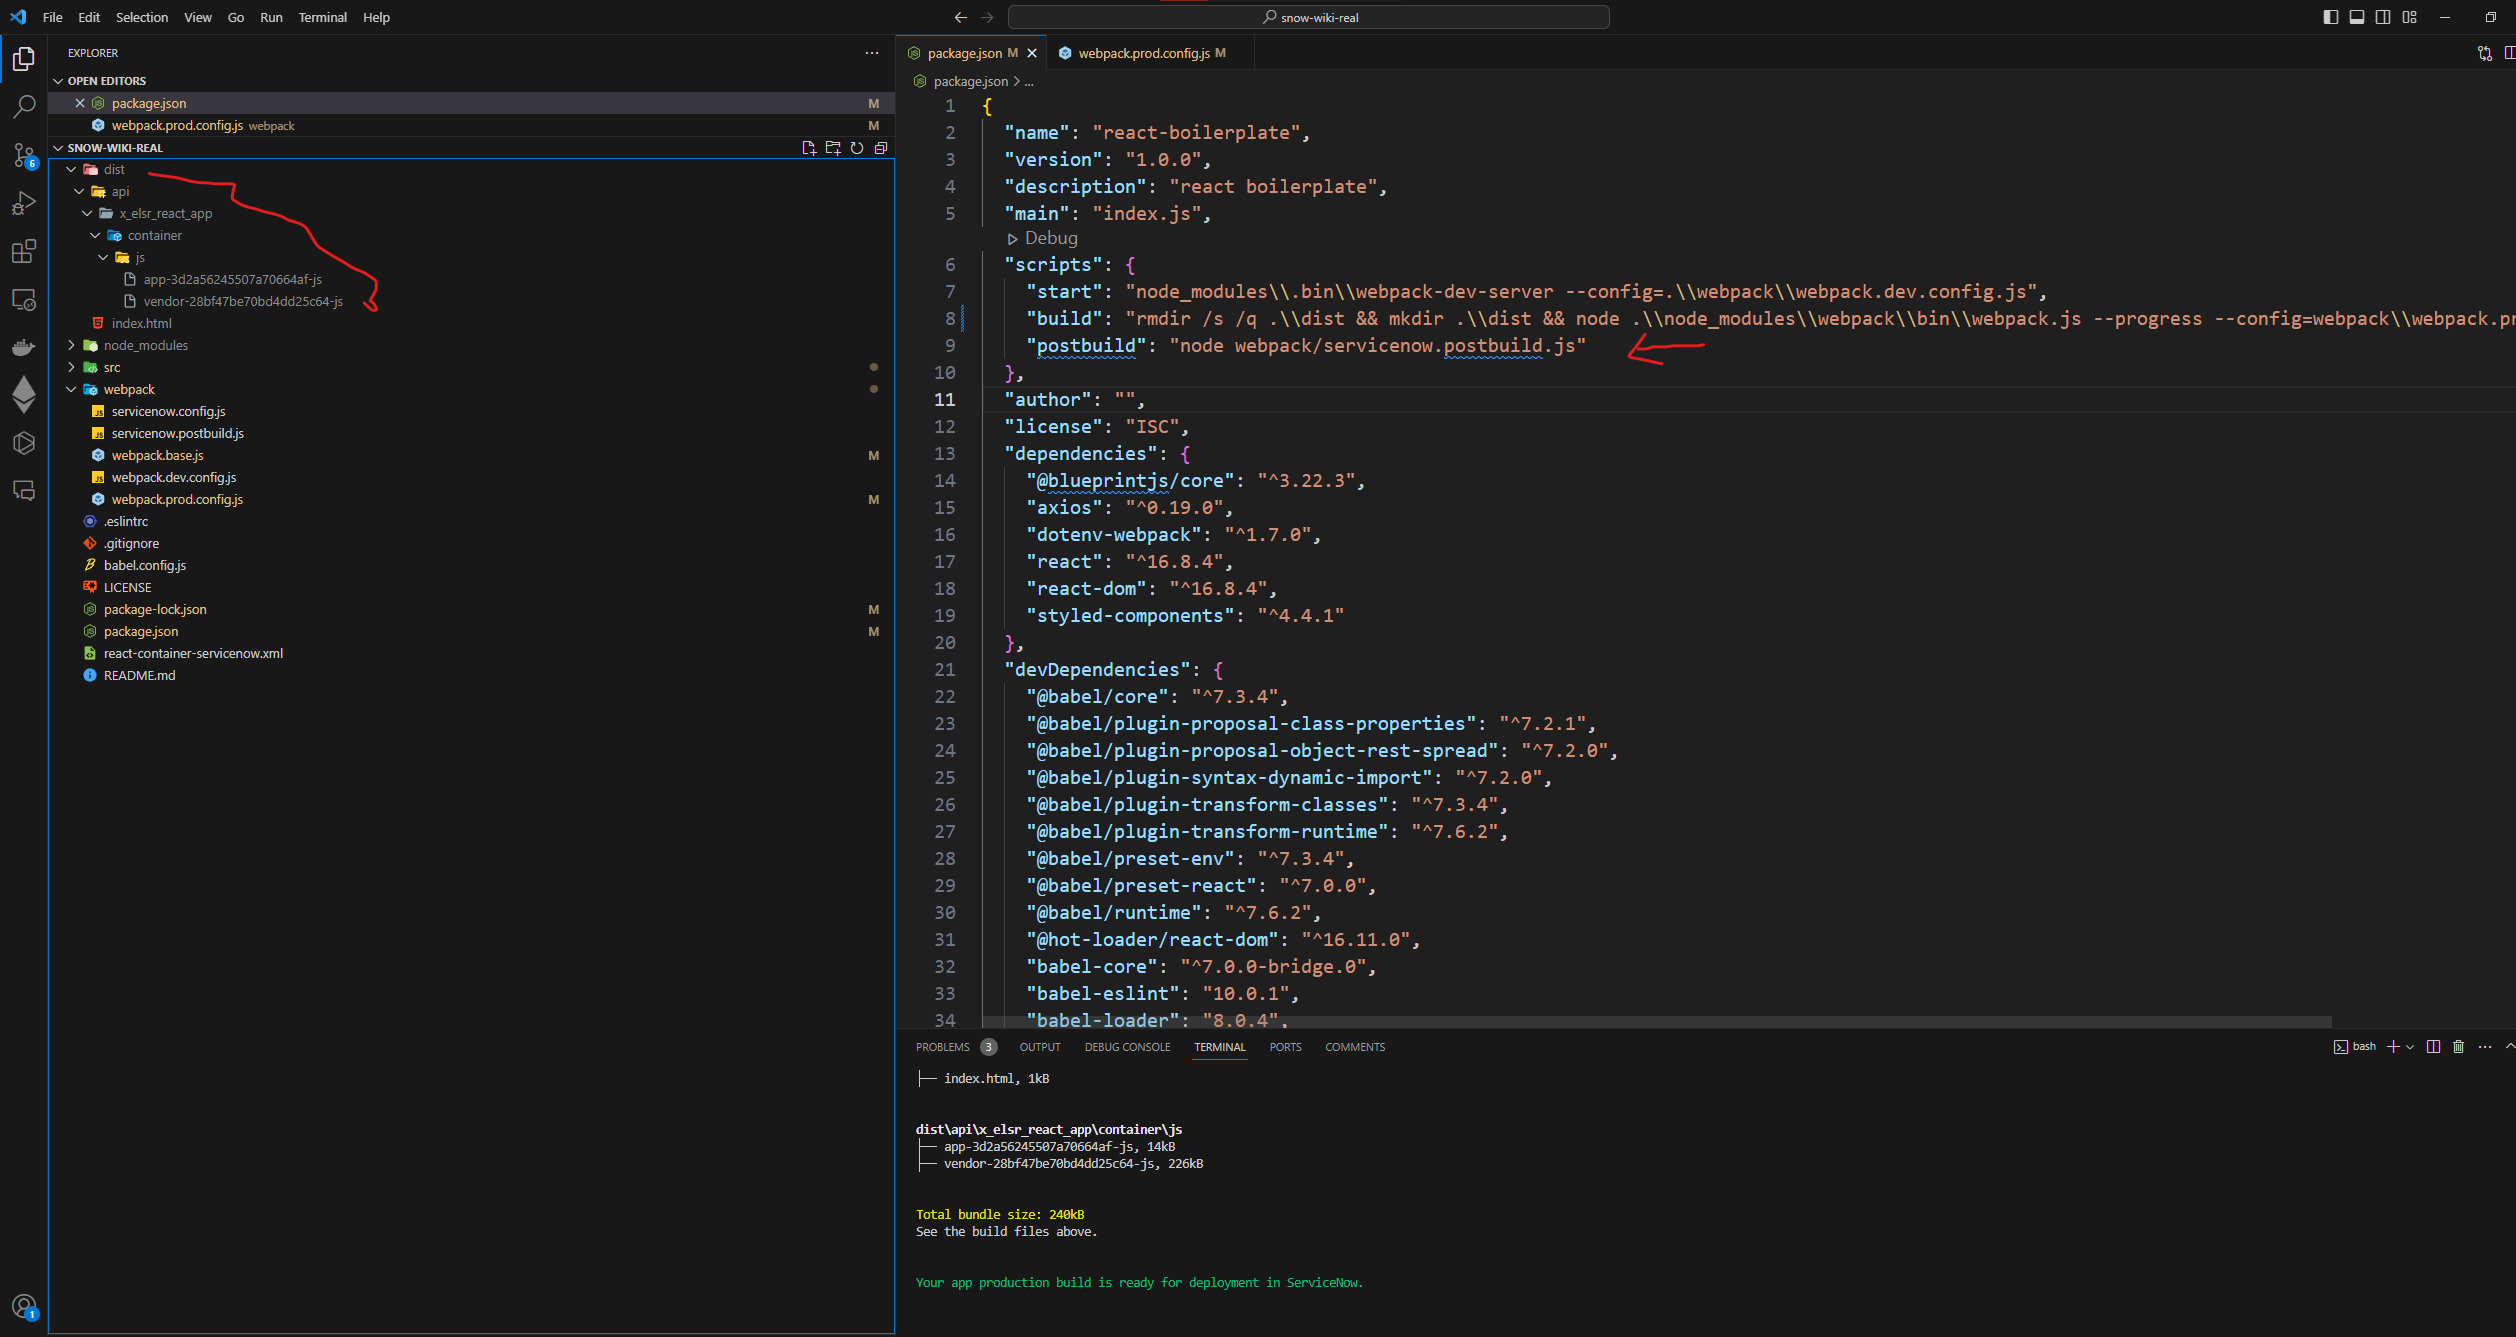 File Edit Selection View Go Run Terminal Help
snow-wiki-real
EXPLORER
OPEN EDITORS
package.json M
webpack.prod.config.js webpack M
SNOW-WIKI-REAL
dist
api
x_elsr_react_app
container
js
app-3d2a56245507a70664af-js
vendor-28bf47be70bd4dd25c64-js
index.html
node_modules
src
webpack
servicenow.config.js
servicenow.postbuild.js
webpack.base.js M
webpack.dev.config.js
webpack.prod.config.js M
.eslintrc
.gitignore
babel.config.js
LICENSE
package-lock.json M
package.json M
react-container-servicenow.xml
README.md
6
1
package.json M webpack.prod.config.js M
package.json > ...
1 {
2 "name": "react-boilerplate",
3 "version": "1.0.0",
4 "description": "react boilerplate",
5 "main": "index.js",
Debug
6 "scripts": {
7 "start": "node_modules\\.bin\\webpack-dev-server --config=.\\webpack\\webpack.dev.config.js",
8 "build": "rmdir /s /q .\\dist && mkdir .\\dist && node .\\node_modules\\webpack\\bin\\webpack.js --progress --config=webpack\\webpack.pr
9 "postbuild": "node webpack/servicenow.postbuild.js"
10 },
11 "author": "",
12 "license": "ISC",
13 "dependencies": {
14 "@blueprintjs/core": "^3.22.3",
15 "axios": "^0.19.0",
16 "dotenv-webpack": "^1.7.0",
17 "react": "^16.8.4",
18 "react-dom": "^16.8.4",
19 "styled-components": "^4.4.1"
20 },
21 "devDependencies": {
22 "@babel/core": "^7.3.4",
23 "@babel/plugin-proposal-class-properties": "^7.2.1",
24 "@babel/plugin-proposal-object-rest-spread": "^7.2.0",
25 "@babel/plugin-syntax-dynamic-import": "^7.2.0",
26 "@babel/plugin-transform-classes": "^7.3.4",
27 "@babel/plugin-transform-runtime": "^7.6.2",
28 "@babel/preset-env": "^7.3.4",
29 "@babel/preset-react": "^7.0.0",
30 "@babel/runtime": "^7.6.2",
31 "@hot-loader/react-dom": "^16.11.0",
32 "babel-core": "^7.0.0-bridge.0",
33 "babel-eslint": "10.0.1",
34 "babel-loader": "8.0.4",
PROBLEMS 3 OUTPUT DEBUG CONSOLE TERMINAL PORTS COMMENTS
bash
├── index.html, 1kB
dist\api\x_elsr_react_app\container\js
├── app-3d2a56245507a70664af-js, 14kB
├── vendor-28bf47be70bd4dd25c64-js, 226kB
Total bundle size: 240kB
See the build files above.
Your app production build is ready for deployment in ServiceNow.